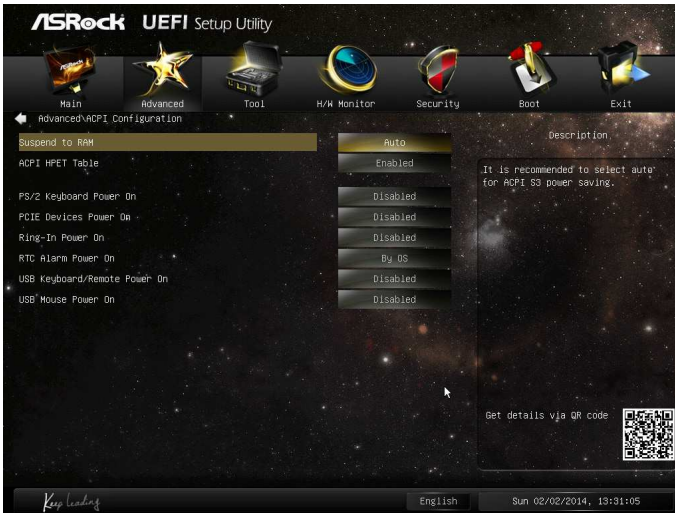 ASRock UEFI Setup Utility
Main Advanced Tool H/W Monitor Security Boot Exit
Advanced\ACPI Configuration
Description
Suspend to RAM Auto
ACPI HPET Table Enabled
It is recommended to select auto
for ACPI S3 power saving.
PS/2 Keyboard Power On Disabled
PCIE Devices Power On Disabled
Ring-In Power On Disabled
RTC Alarm Power On By OS
USB Keyboard/Remote Power On Disabled
USB Mouse Power On Disabled
Get details via QR code
Keep Leading English Sun 02/02/2014, 13:31:05